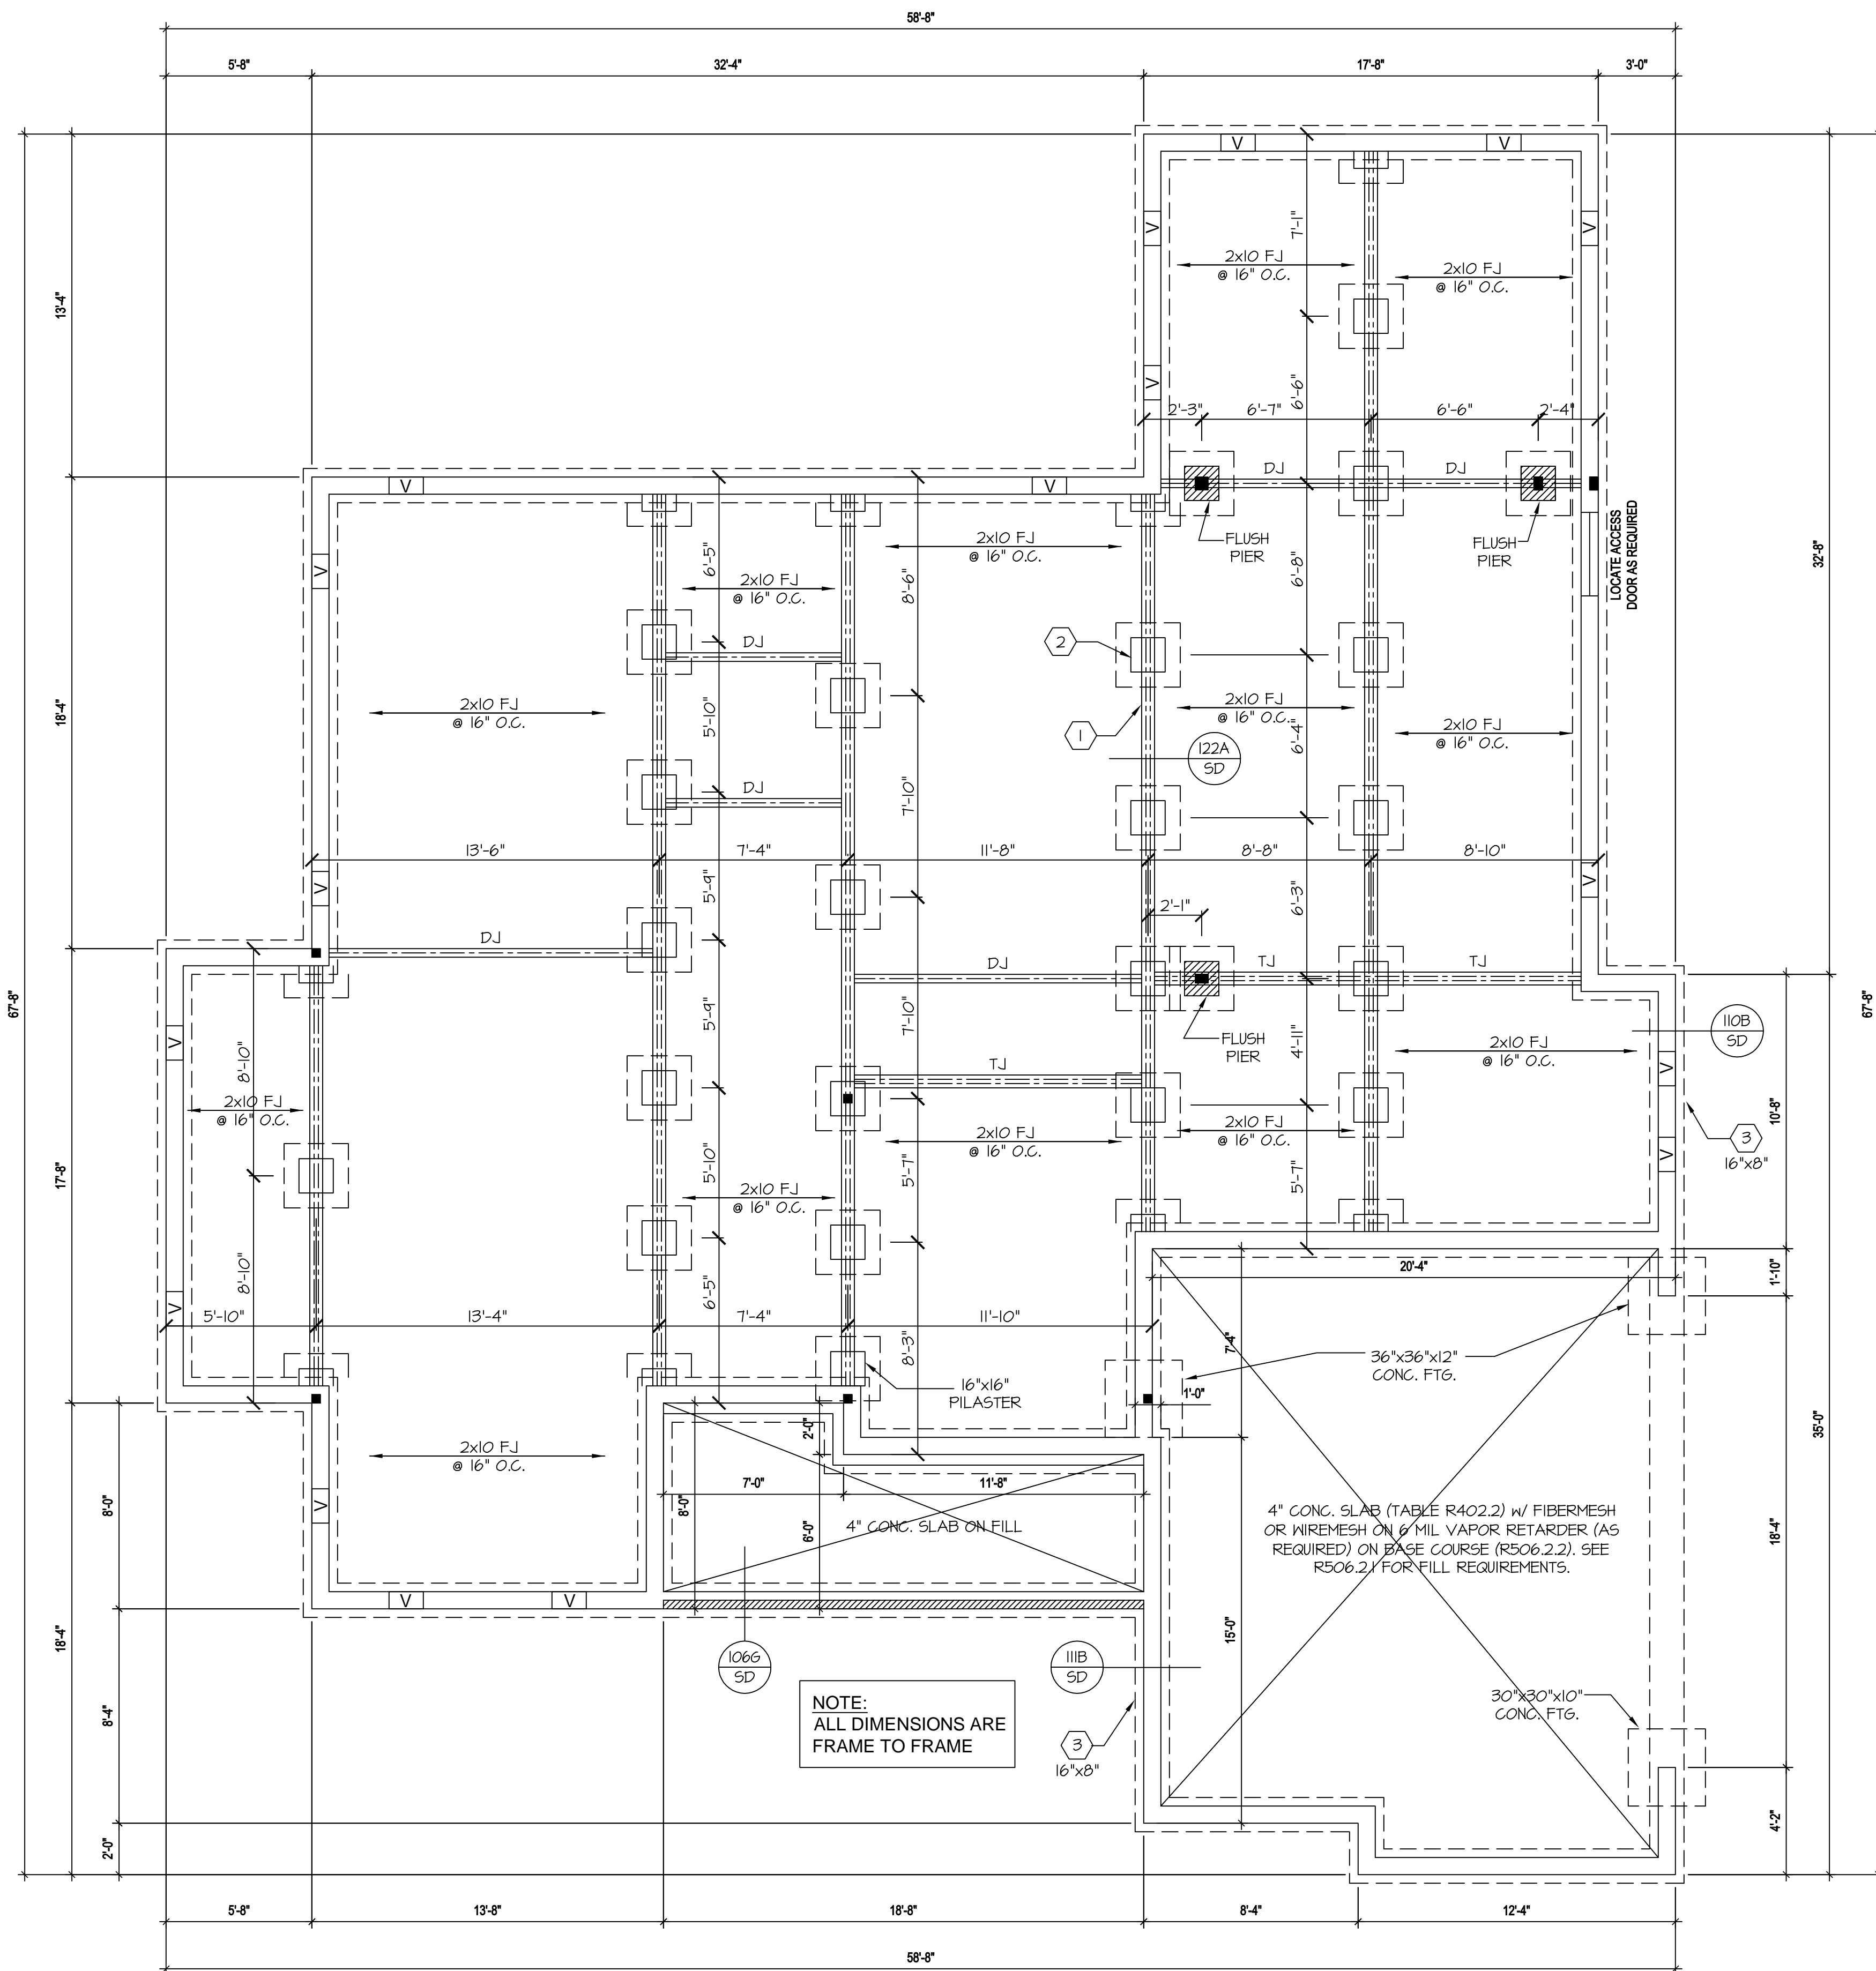 58'-8"
5'-8"
32'-4"
17'-8"
3'-0"
V
V
7'-1"
V
V
2x10 FJ
@ 16" O.C.
2x10 FJ
@ 16" O.C.
13'-4"
V
6'-6"
2'-3"
6'-7"
6'-6"
2'-4"
DJ
DJ
V
V
LOCATE ACCESS
DOOR AS REQUIRED
32'-8"
FLUSH
PIER
FLUSH
PIER
2x10 FJ
@ 16" O.C.
6'-5"
8'-6"
6'-8"
V
2x10 FJ
@ 16" O.C.
DJ
2
18'-4"
2x10 FJ
@ 16" O.C.
5'-10"
2x10 FJ
@ 16" O.C.
6'-4"
2x10 FJ
@ 16" O.C.
1
122A
SD
DJ
7'-10"
13'-6"
7'-4"
11'-8"
8'-8"
8'-10"
V
5'-9"
6'-3"
V
2'-1"
DJ
DJ
TJ
TJ
67'-8"
67'-8"
5'-9"
7'-10"
FLUSH
PIER
4'-11"
110B
SD
V
8'-10"
TJ
2x10 FJ
@ 16" O.C.
V
2x10 FJ
@ 16" O.C.
10'-8"
3
16"x8"
2x10 FJ
@ 16" O.C.
2x10 FJ
@ 16" O.C.
V
17'-8"
5'-10"
5'-7"
5'-7"
2x10 FJ
@ 16" O.C.
8'-10"
6'-5"
20'-4"
1'-10"
V
5'-10"
13'-4"
7'-4"
11'-10"
8'-3"
7'-4"
36"x36"x12"
CONC. FTG.
16"x16"
PILASTER
1'-0"
35'-0"
2'-0"
2x10 FJ
@ 16" O.C.
7'-0"
11'-8"
V
8'-0"
8'-0"
6'-0"
4" CONC. SLAB ON FILL
4" CONC. SLAB (TABLE R402.2) W/ FIBERMESH
OR WIREMESH ON 6 MIL VAPOR RETARDER (AS
REQUIRED) ON BASE COURSE (R506.2.2). SEE
R506.2.1 FOR FILL REQUIREMENTS.
18'-4"
V
V
18'-4"
15'-0"
106G
SD
111B
SD
8'-4"
NOTE:
ALL DIMENSIONS ARE
FRAME TO FRAME
3
16"x8"
30"x30"x10"
CONC. FTG.
4'-2"
2'-0"
5'-8"
13'-8"
18'-8"
8'-4"
12'-4"
58'-8"